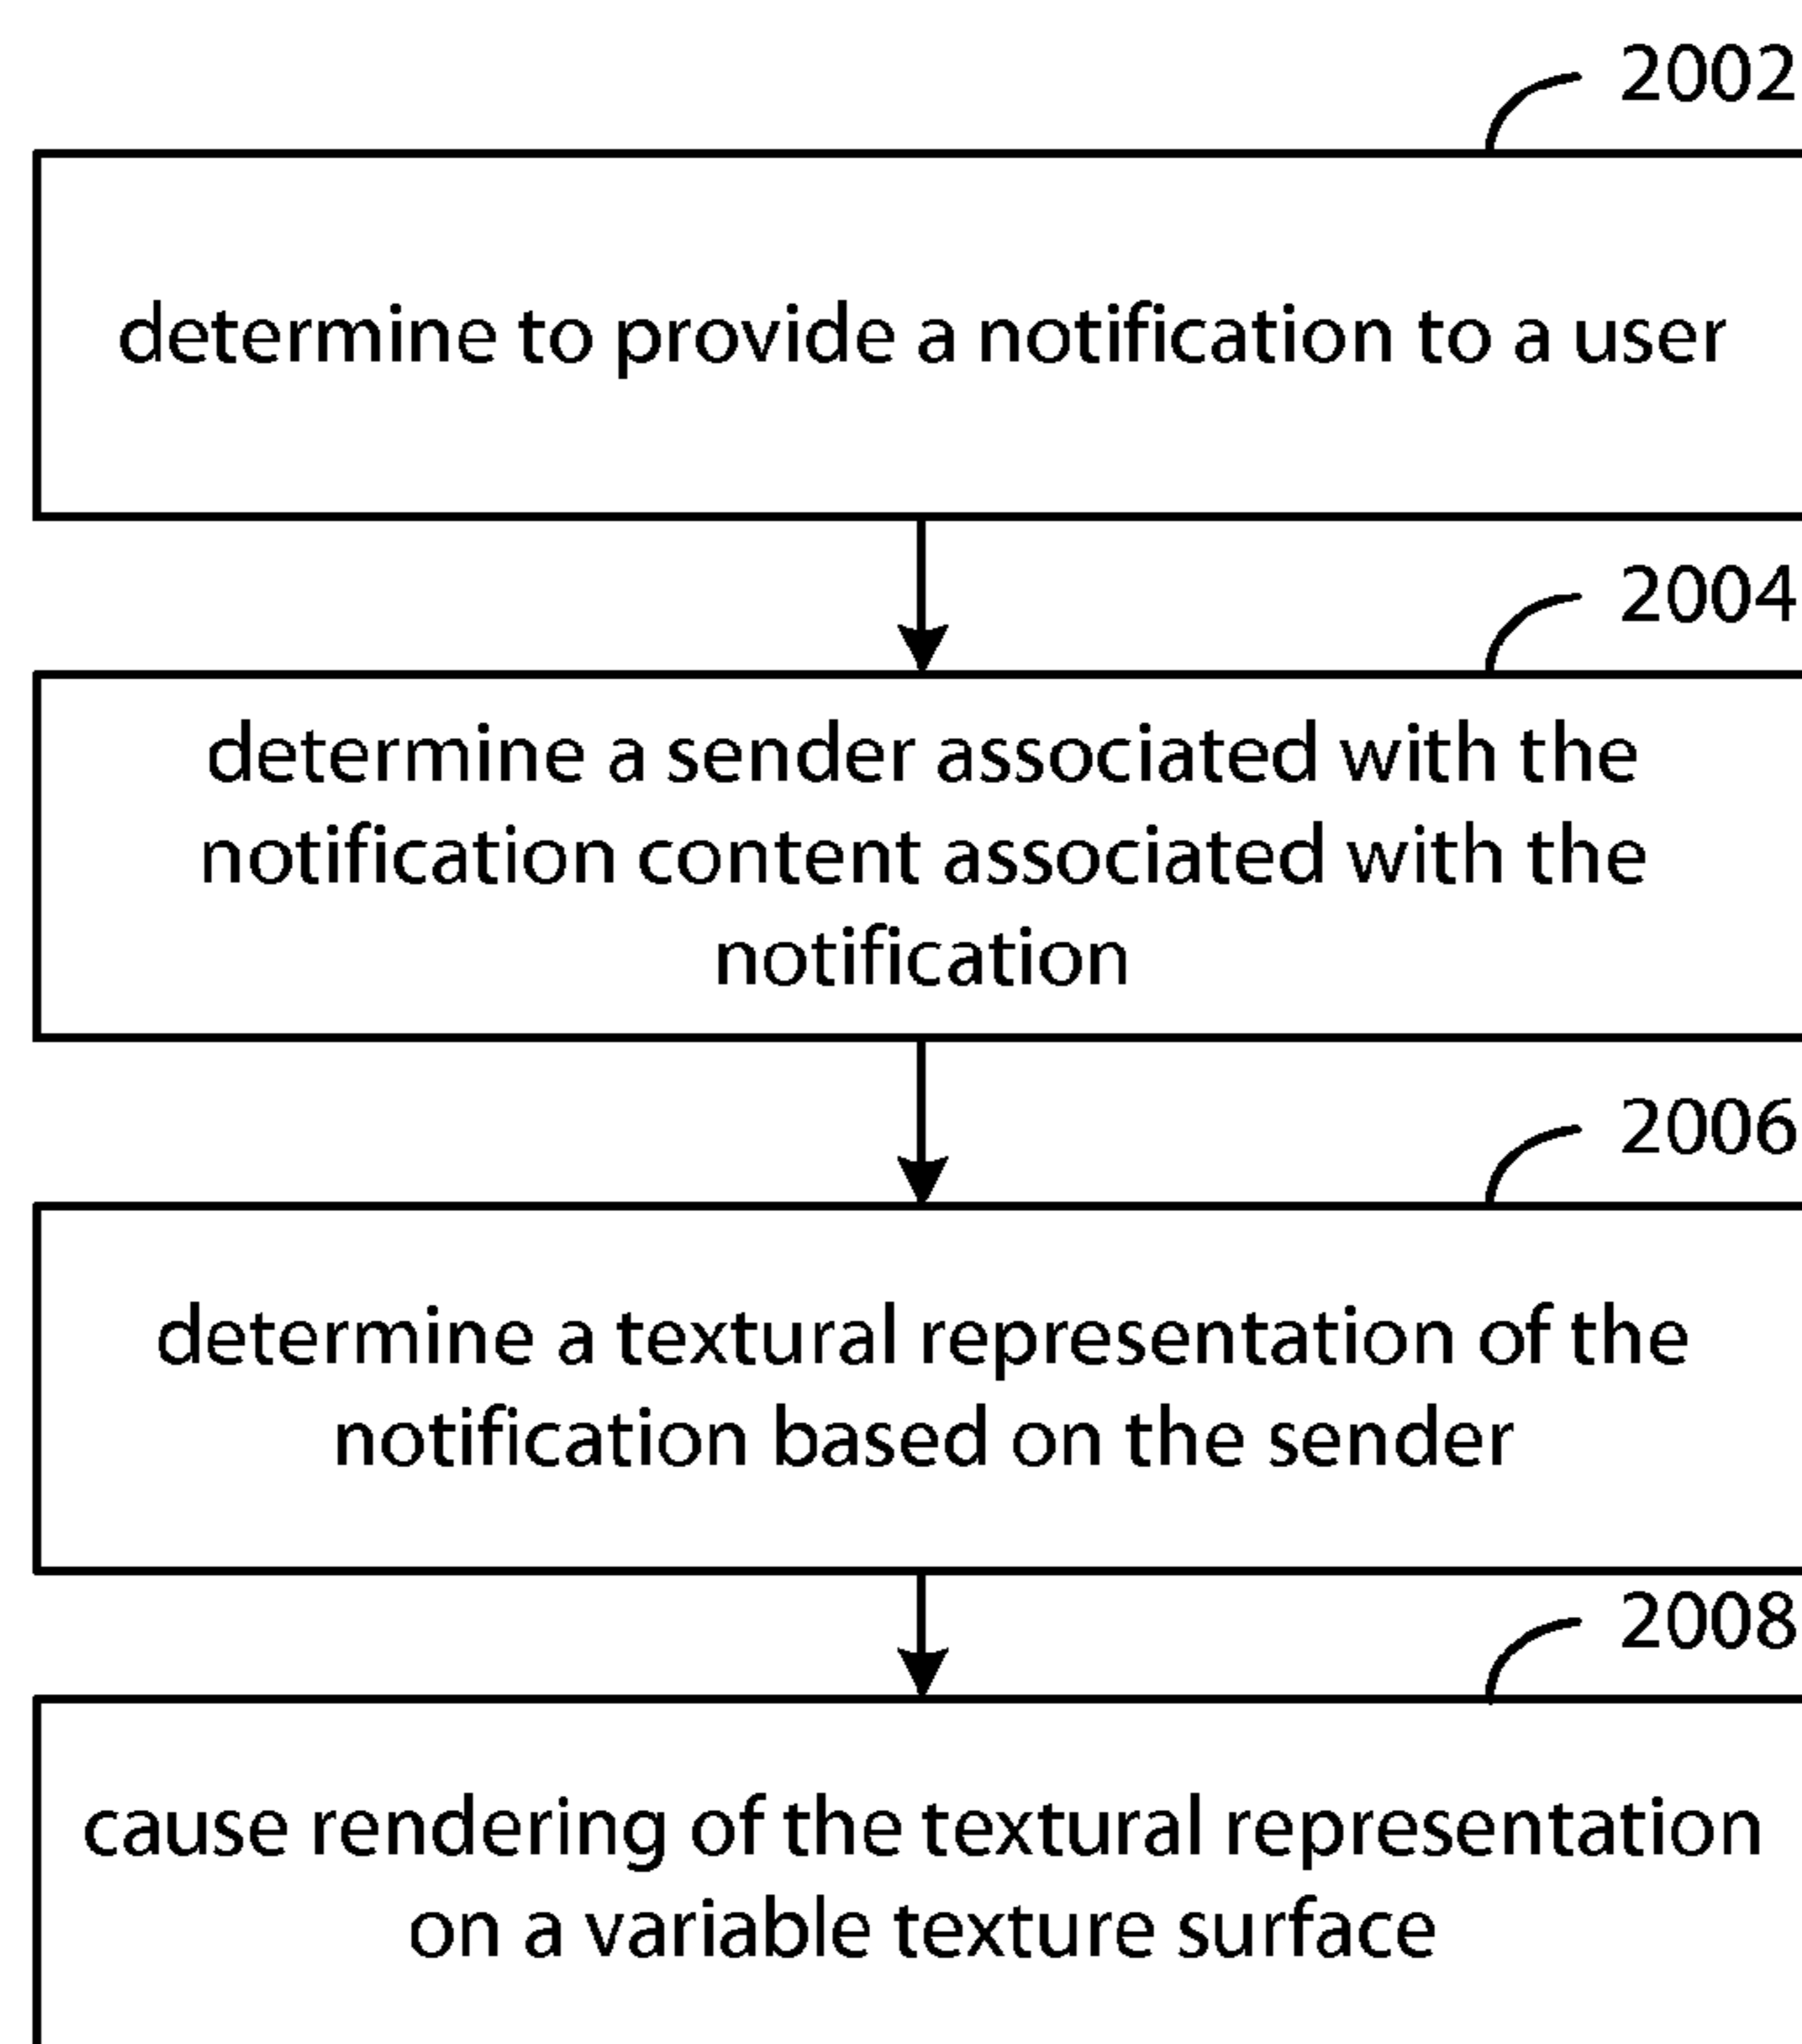 2002
determine to provide a notification to a user
2004
determine a sender associated with the
notification content associated with the
notification
2006
determine a textural representation of the
notification based on the sender
2008
cause rendering of the textural representation
on a variable texture surface